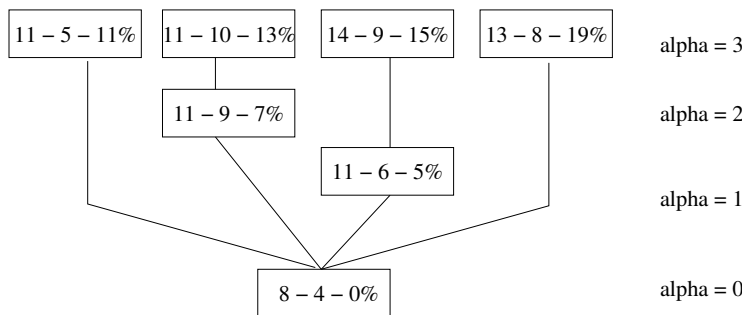 11 – 5 – 11% 11 – 10 – 13% 14 – 9 – 15% 13 – 8 – 19% alpha = 3
11 – 9 – 7% alpha = 2
11 – 6 – 5%
alpha = 1
8 – 4 – 0% alpha = 0